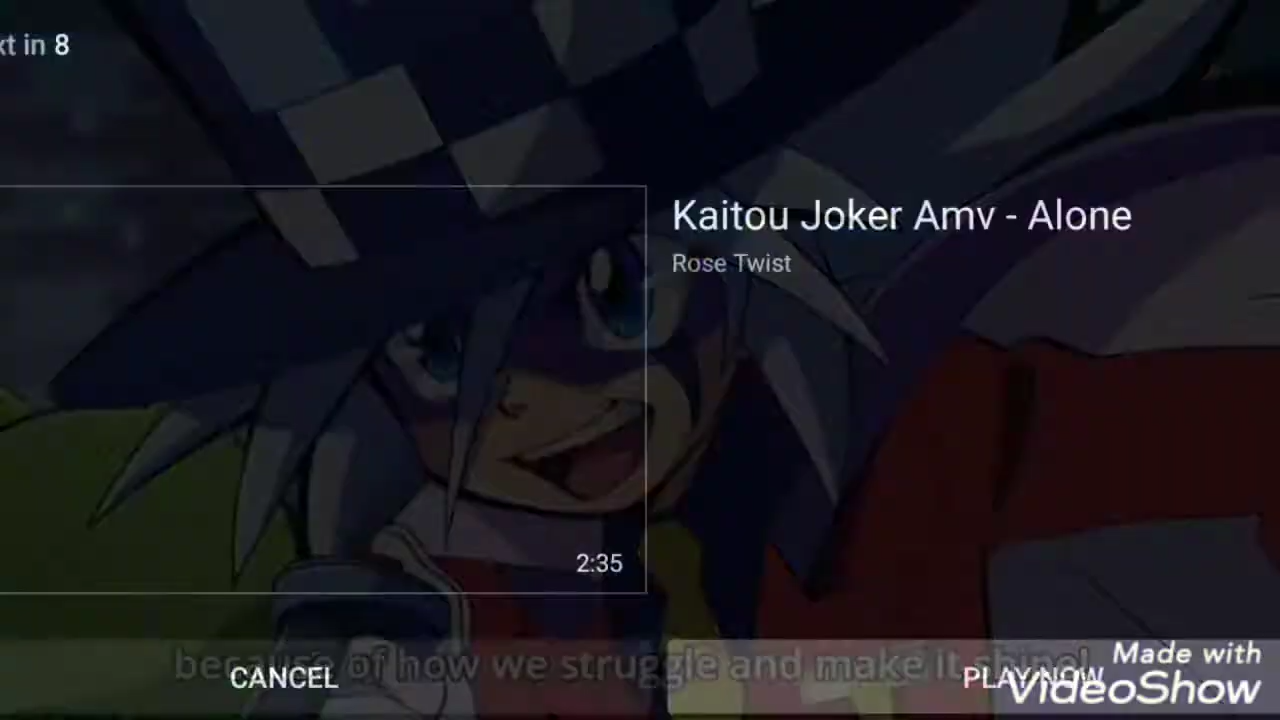 xt in 8
Kaitou Joker Amv - Alone
Rose Twist
2:35
because of how we struggle and make it shine!
CANCEL
PLAY NOW
Made with
VideoShow